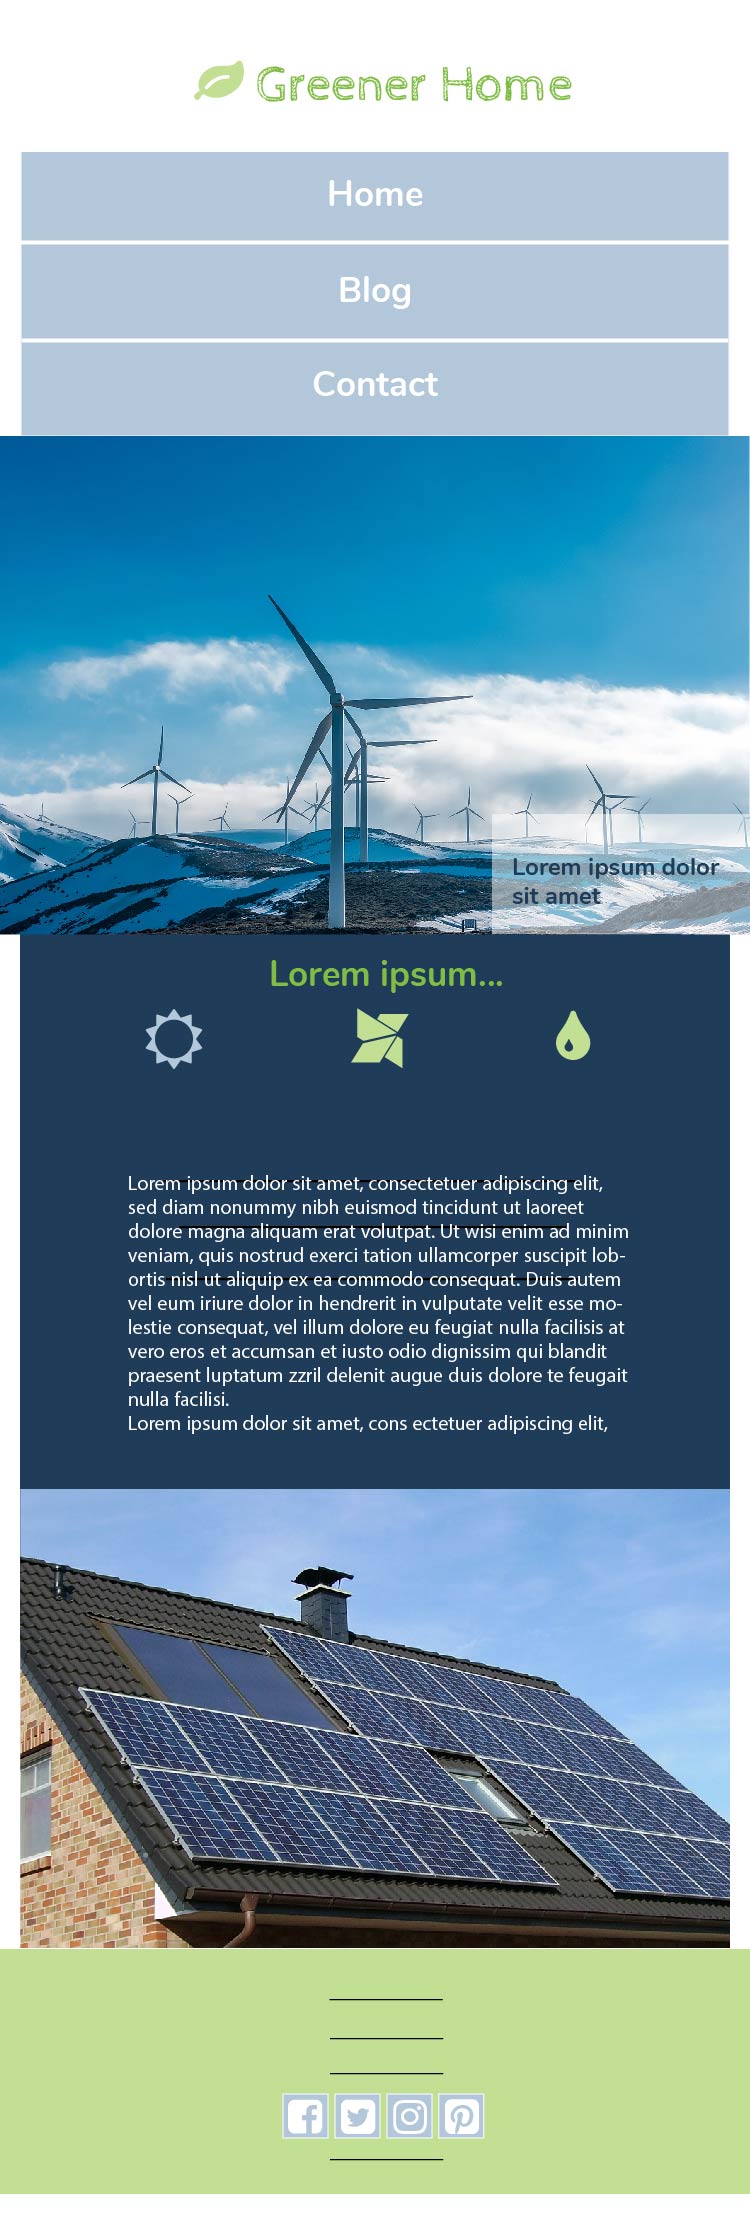 Greener Home
Home
Blog
Contact
Lorem ipsum dolor
sit amet
Lorem ipsum...
Lorem ipsum dolor sit amet, consectetuer adipiscing elit,
sed diam nonummy nibh euismod tincidunt ut laoreet
dolore magna aliquam erat volutpat. Ut wisi enim ad minim
veniam, quis nostrud exerci tation ullamcorper suscipit lob-
ortis nisl ut aliquip ex ea commodo consequat. Duis autem
vel eum iriure dolor in hendrerit in vulputate velit esse mo-
lestie consequat, vel illum dolore eu feugiat nulla facilisis at
vero eros et accumsan et iusto odio dignissim qui blandit
praesent luptatum zzril delenit augue duis dolore te feugait
nulla facilisi.
Lorem ipsum dolor sit amet, cons ectetuer adipiscing elit,